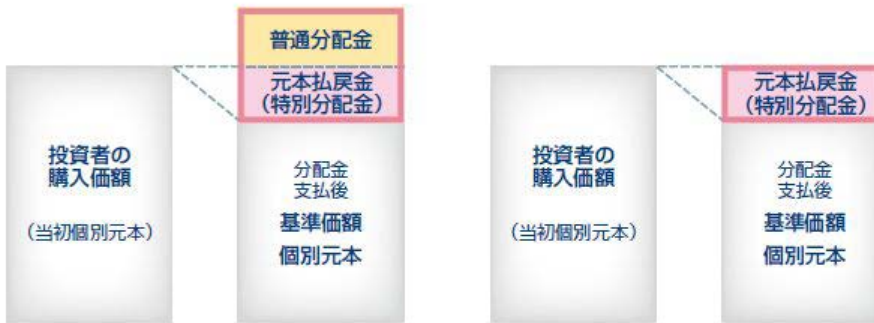 普通分配金
元本払戻金
（特別分配金）
投資者の
購入価額
（当初個別元本）
分配金
支払後
基準価額
個別元本
元本払戻金
（特別分配金）
投資者の
購入価額
（当初個別元本）
分配金
支払後
基準価額
個別元本